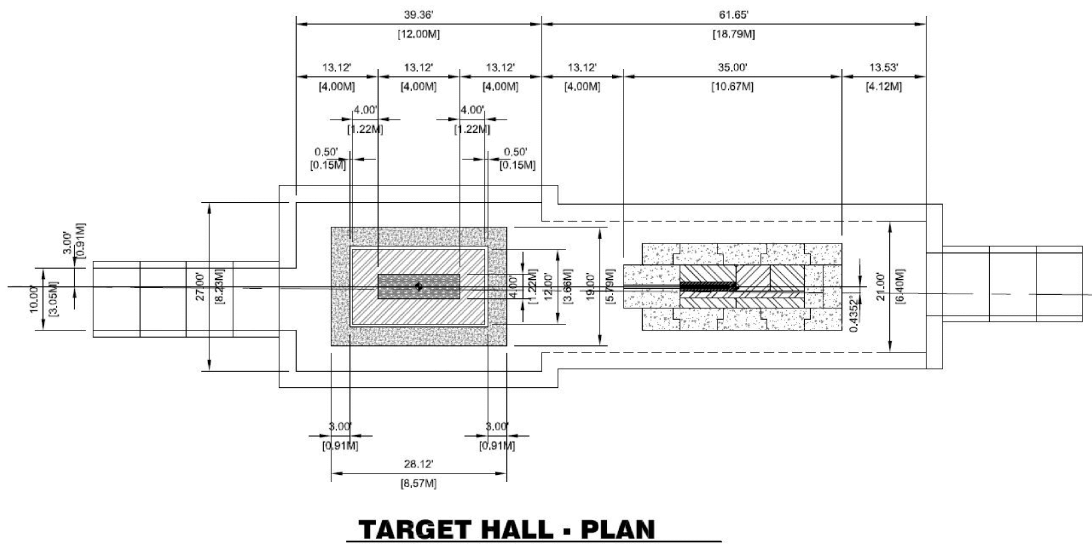 39.36'
[12.00M]
61.65'
[18.79M]
13.12'
[4.00M]
13.12'
[4.00M]
13.12'
[4.00M]
13.12'
[4.00M]
35.00'
[10.67M]
13.53'
[4.12M]
4.00'
[1.22M]
4.00'
[1.22M]
0.50'
[0.15M]
0.50'
[0.15M]
3.00'
[0.91M]
10.00'
[3.05M]
27.00'
[8.23M]
4.00'
[1.22M]
12.00'
[3.66M]
19.00'
[5.79M]
0.4352°
21.00'
[6.40M]
3.00'
[0.91M]
3.00'
[0.91M]
28.12'
[8.57M]
TARGET HALL - PLAN